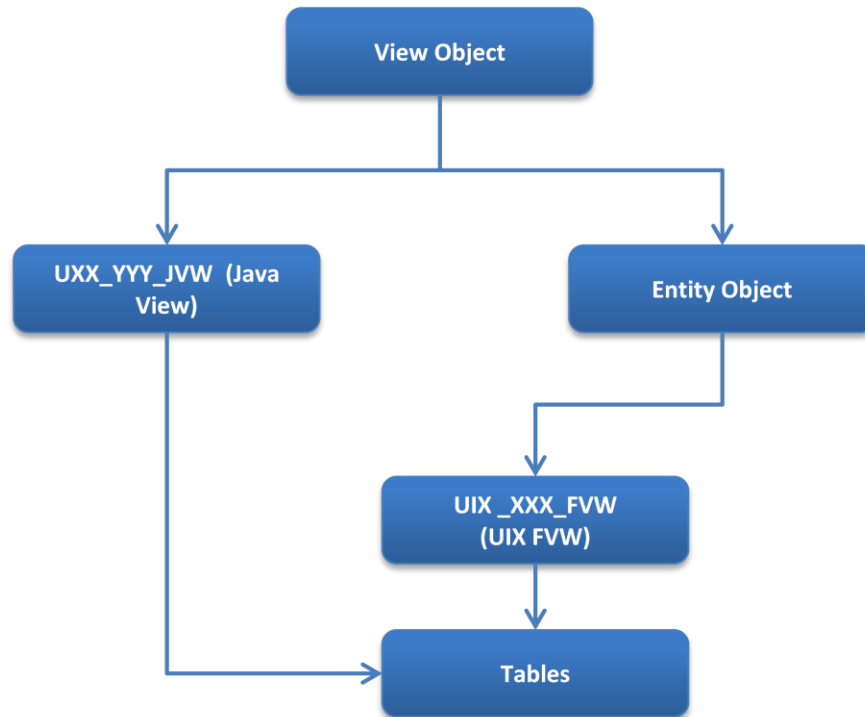 View Object
UXX_YYY_JVW (Java
View)
Entity Object
UIX _XXX_FVW
(UIX FVW)
Tables